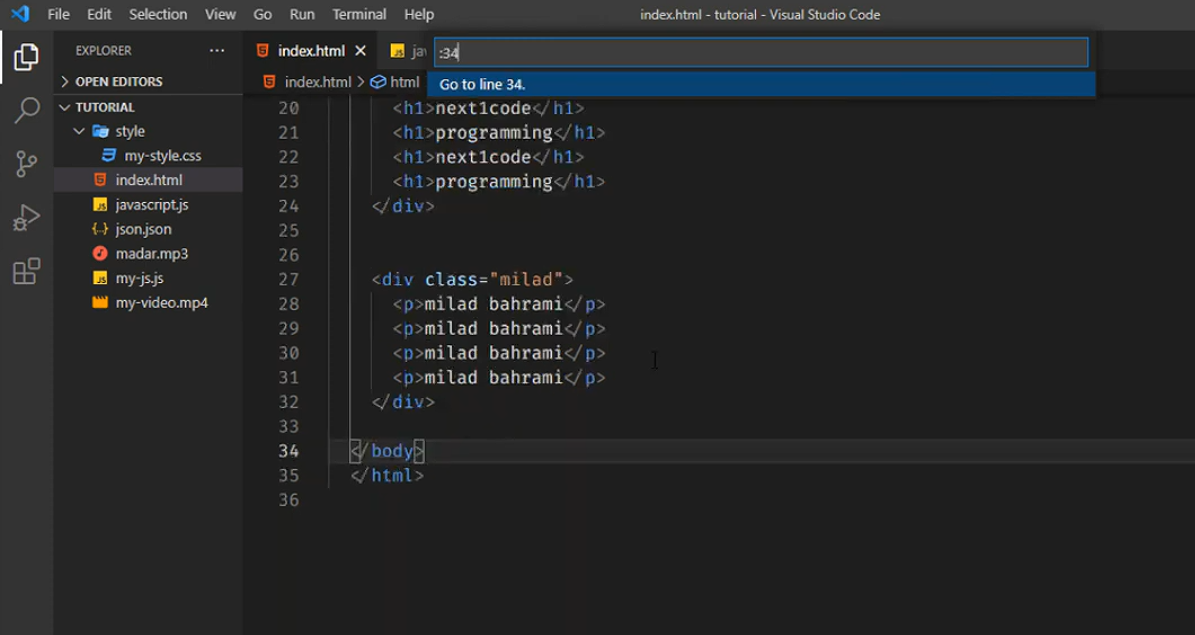 File Edit Selection View Go Run Terminal Help index.html - tutorial - Visual Studio Code
EXPLORER ...
index.html
:34
Go to line 34.
index.html > html
OPEN EDITORS
TUTORIAL
style
my-style.css
index.html
javascript.js
json.json
madar.mp3
my-js.js
my-video.mp4
20 <h1>next1code</h1>
21 <h1>programming</h1>
22 <h1>next1code</h1>
23 <h1>programming</h1>
24 </div>
25
26
27 <div class="milad">
28 <p>milad bahrami</p>
29 <p>milad bahrami</p>
30 <p>milad bahrami</p>
31 <p>milad bahrami</p>
32 </div>
33
34 </body>
35 </html>
36